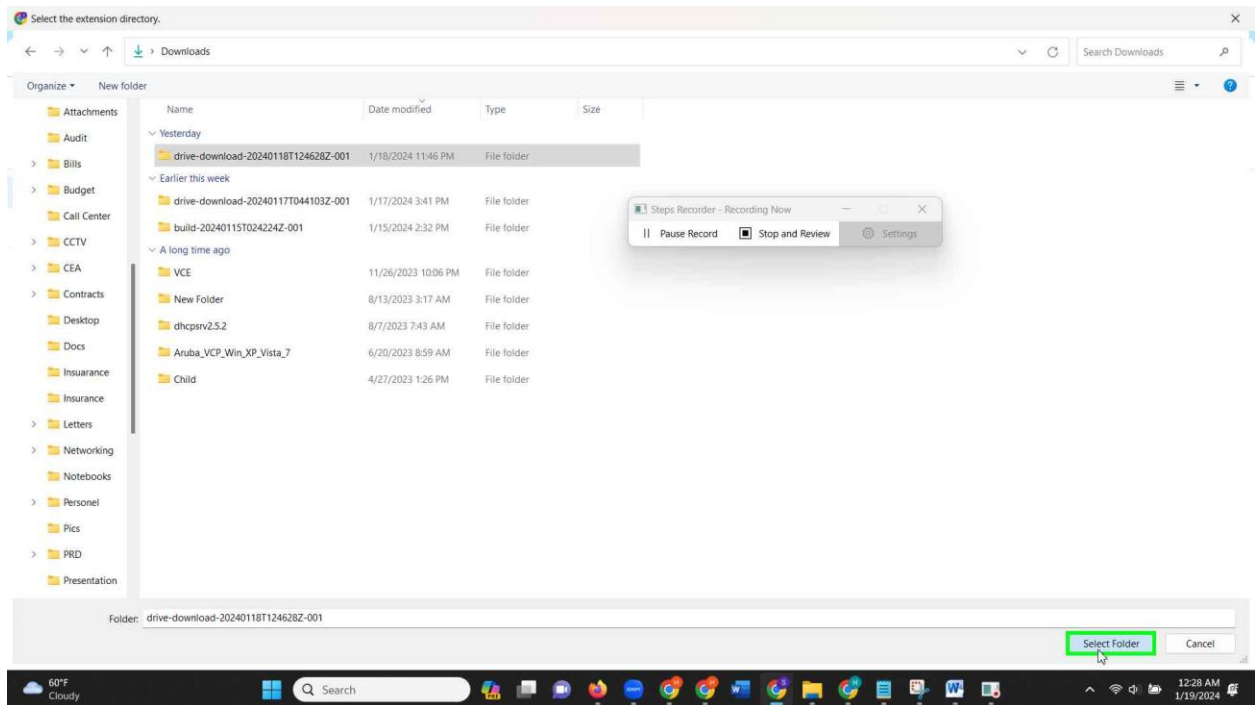 Select the extension directory.
Downloads
Search Downloads
Organize
New folder
Name Date modified Type Size
Yesterday
drive-download-20240118T124628Z-001 1/18/2024 11:46 PM File folder
Earlier this week
drive-download-20240117T044103Z-001 1/17/2024 3:41 PM File folder
build-20240115T024224Z-001 1/15/2024 2:32 PM File folder
A long time ago
VCE 11/26/2023 10:06 PM File folder
New Folder 8/13/2023 3:17 AM File folder
dhcpsrv2.5.2 8/7/2023 7:43 AM File folder
Aruba_VCP_Win_XP_Vista_7 6/20/2023 8:59 AM File folder
Child 4/27/2023 1:26 PM File folder
Attachments
Audit
Bills
Budget
Call Center
CCTV
CEA
Contracts
Desktop
Docs
Insuarance
Insurance
Letters
Networking
Notebooks
Personel
Pics
PRD
Presentation
Steps Recorder - Recording Now
Pause Record Stop and Review Settings
Folder: drive-download-20240118T124628Z-001
Select Folder Cancel
60°F
Cloudy
Search
12:28 AM
1/19/2024